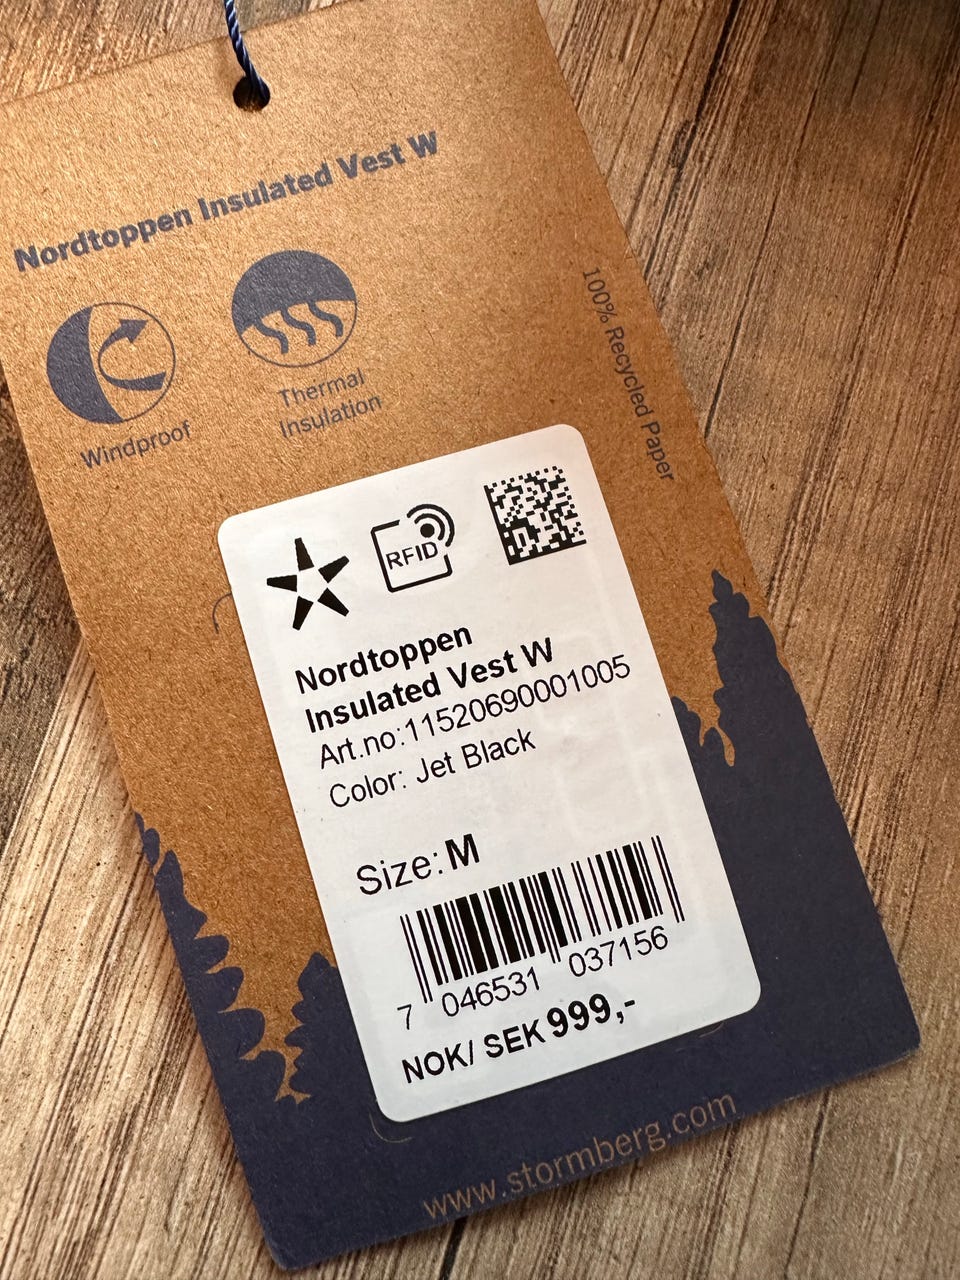 Nordtoppen Insulated Vest W
Windproof
Thermal
Insulation
100% Recycled Paper
RFID
Nordtoppen
Insulated Vest W
Art.no:11520690001005
Color: Jet Black
Size: M
7 046531 037156
NOK/ SEK 999,-
www.stormberg.com